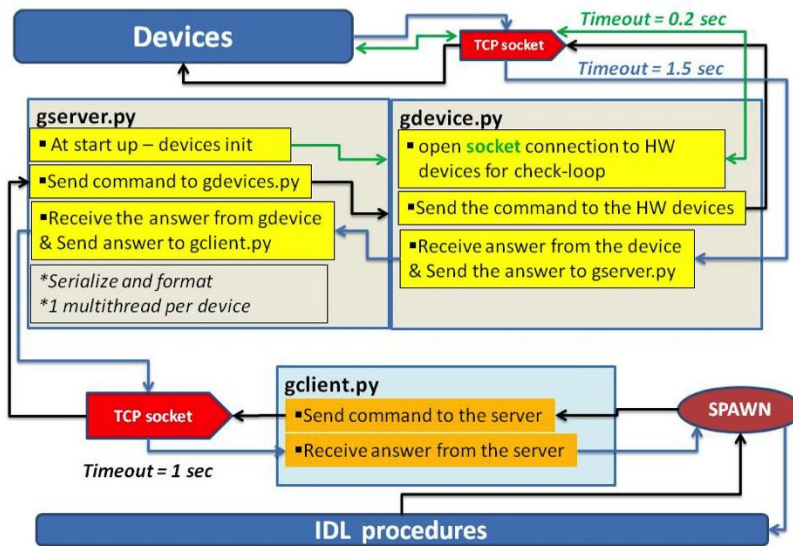 Devices
TCP socket
Timeout = 0.2 sec
Timeout = 1.5 sec
gserver.py
▪At start up – devices init
▪Send command to gdevices.py
▪Receive the answer from gdevice
& Send answer to gclient.py
*Serialize and format
*1 multithread per device
gdevice.py
▪open socket connection to HW
devices for check-loop
▪Send the command to the HW devices
▪Receive answer from the device
& Send the answer to gserver.py
TCP socket
Timeout = 1 sec
gclient.py
▪Send command to the server
▪Receive answer from the server
SPAWN
IDL procedures